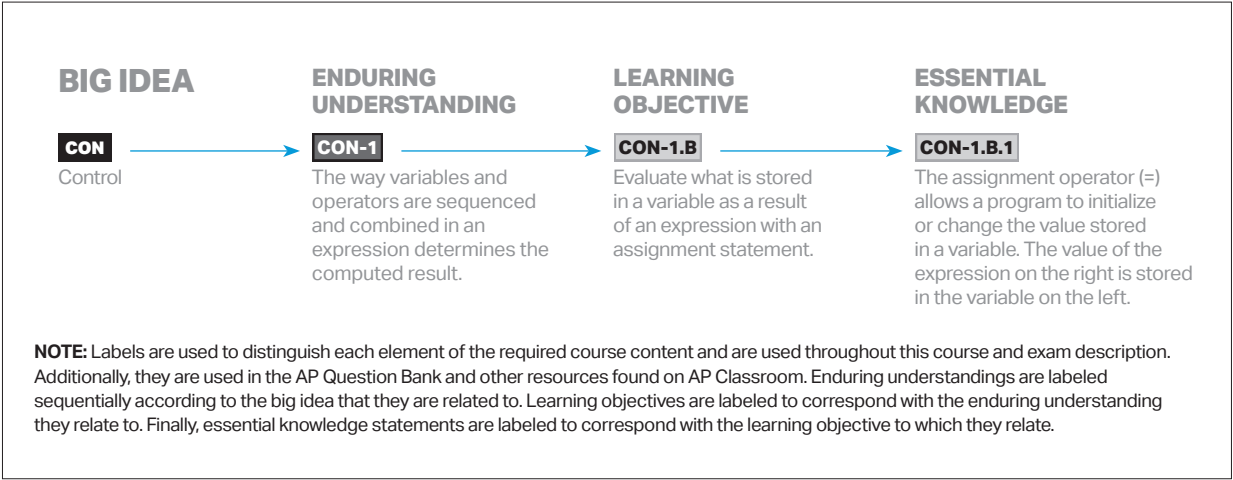 BIG IDEA
CON
Control
ENDURING
UNDERSTANDING
CON-1
The way variables and
operators are sequenced
and combined in an
expression determines the
computed result.
LEARNING
OBJECTIVE
CON-1.B
Evaluate what is stored
in a variable as a result
of an expression with an
assignment statement.
ESSENTIAL
KNOWLEDGE
CON-1.B.1
The assignment operator (=)
allows a program to initialize
or change the value stored
in a variable. The value of the
expression on the right is stored
in the variable on the left.
NOTE: Labels are used to distinguish each element of the required course content and are used throughout this course and exam description.
Additionally, they are used in the AP Question Bank and other resources found on AP Classroom. Enduring understandings are labeled
sequentially according to the big idea that they are related to. Learning objectives are labeled to correspond with the enduring understanding
they relate to. Finally, essential knowledge statements are labeled to correspond with the learning objective to which they relate.